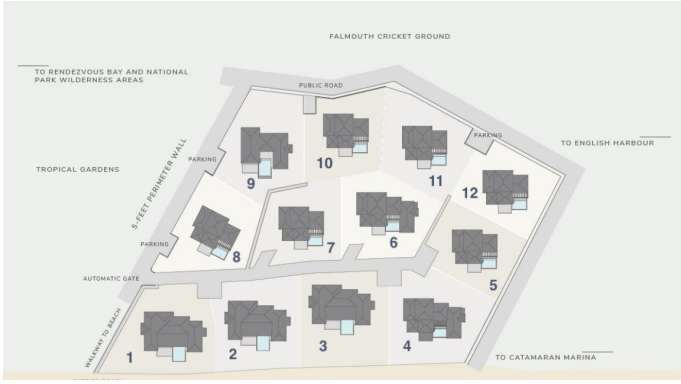 FALMOUTH CRICKET GROUND
TO RENDEZVOUS BAY AND NATIONAL
PARK WILDERNESS AREAS
PUBLIC ROAD
PARKING
TO ENGLISH HARBOUR
10
11
PARKING
TROPICAL GARDENS
5-FEET PERIMETER WALL
9
12
7
6
8
PARKING
5
AUTOMATIC GATE
WALKWAY TO BEACH
1
2
3
4
TO CATAMARAN MARINA